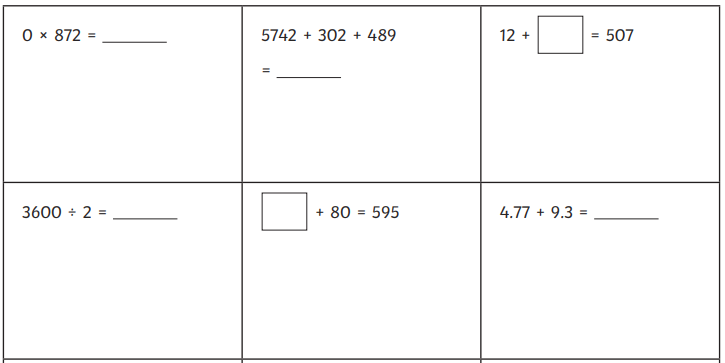 0 × 872 = ________
5742 + 302 + 489
= ________
12 + □ = 507
3600 ÷ 2 = ________
□ + 80 = 595
4.77 + 9.3 = ________